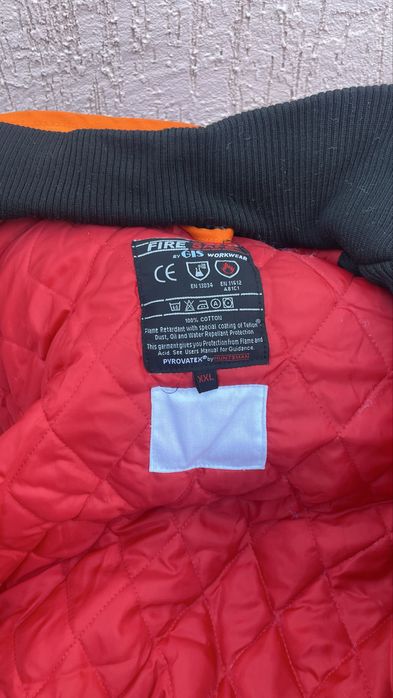 FIRE
BY GIS WORKWEAR
CE
EN 13034
EN 11612
A B1C1
100% COTTON
Flame Retardant with special coating of Teflon
Dust, Oil and Water Repellant Protection.
This garment gives you Protection from Flame and
Acid. See Users Manual for Guidance.
PYROVATEX® by HUNTSMAN
XXL